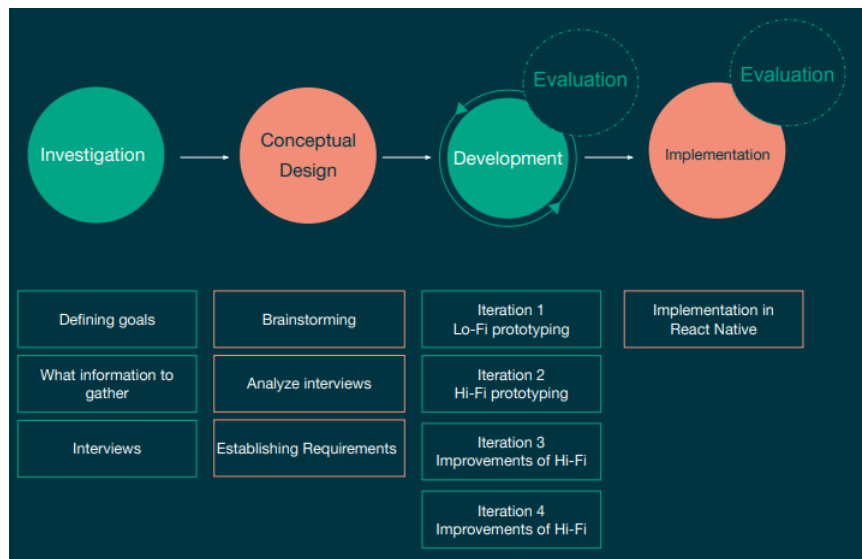 Evaluation
Evaluation
Investigation
Conceptual
Design
Development
Implementation
Defining goals
What information to
gather
Interviews
Brainstorming
Analyze interviews
Establishing Requirements
Iteration 1
Lo-Fi prototyping
Iteration 2
Hi-Fi prototyping
Iteration 3
Improvements of Hi-Fi
Iteration 4
Improvements of Hi-Fi
Implementation in
React Native